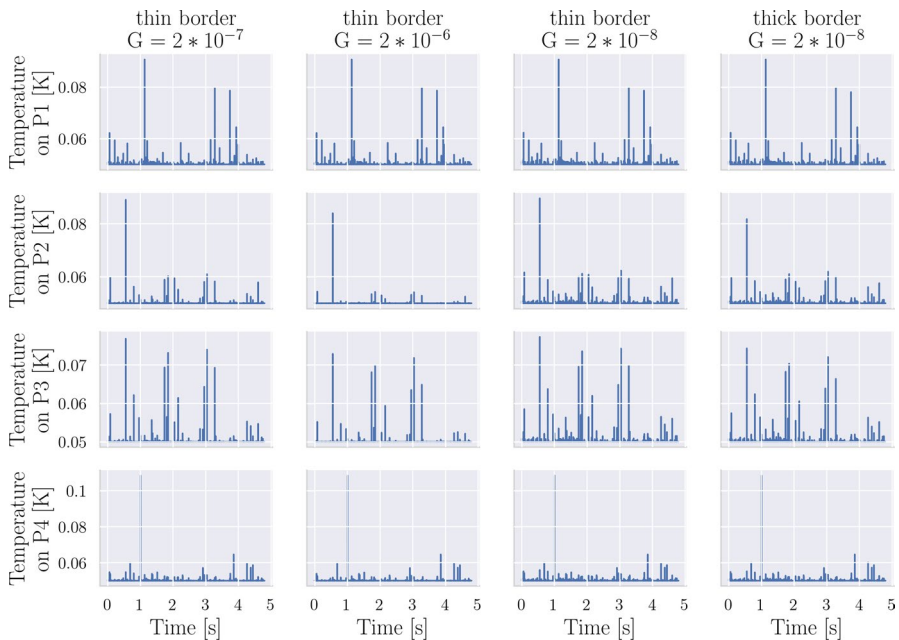 thin border thin border thin border thick border
G = 2 * 10⁻⁷ G = 2 * 10⁻⁶ G = 2 * 10⁻⁸ G = 2 * 10⁻⁸
Temperature
on P1 [K]
0.08
0.06
Temperature
on P2 [K]
0.08
0.06
Temperature
on P3 [K]
0.07
0.06
0.05
Temperature
on P4 [K]
0.1
0.08
0.06
0 1 2 3 4 5 0 1 2 3 4 5 0 1 2 3 4 5 0 1 2 3 4 5
Time [s] Time [s] Time [s] Time [s]